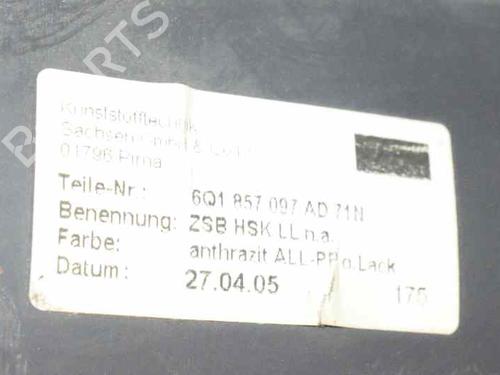 PARTS
Kunststofftechnik
Sachsen GmbH & Co.
01796 Pirna
Teile-Nr.: 6Q1 857 097 AD 71N
Benennung: ZSB HSK LL n.a.
Farbe: anthrazit ALL-PP o.Lack
Datum: 27.04.05 175